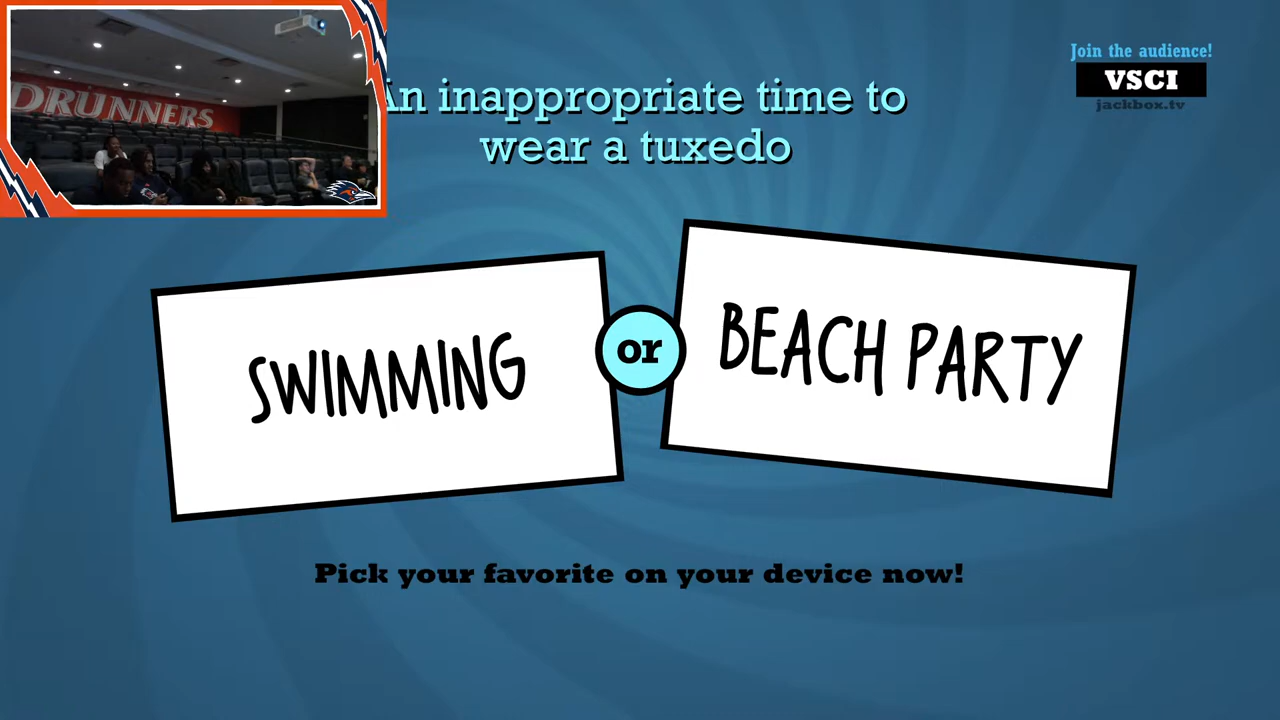 DRUNNERS
An inappropriate time to
wear a tuxedo
Join the audience!
VSCI
jackbox.tv
SWIMMING
or
BEACH PARTY
Pick your favorite on your device now!